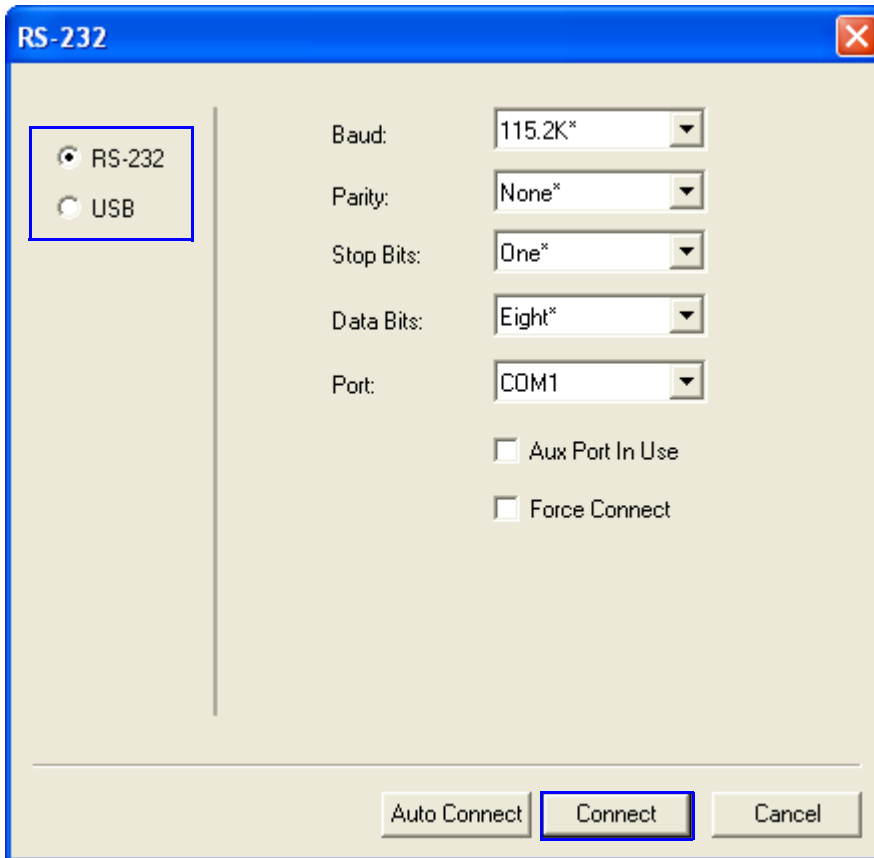 RS-232
RS-232
USB
Baud: 115.2K*
Parity: None*
Stop Bits: One*
Data Bits: Eight*
Port: COM1
Aux Port In Use
Force Connect
Auto Connect Connect Cancel